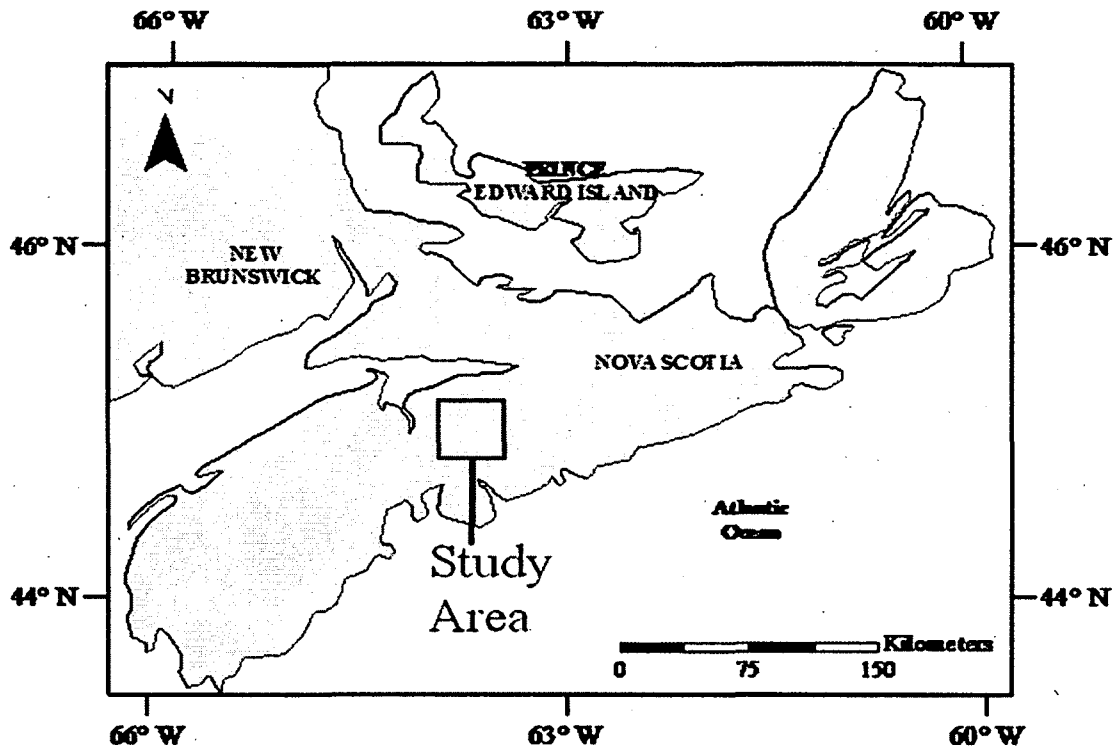 66° W 63° W 60° W
PRINCE
EDWARD ISLAND
46° N 46° N
NEW
BRUNSWICK
NOVA SCOTIA
Atlantic
Ocean
Study
Area
44° N 44° N
Kilometers
0 75 150
66° W 63° W 60° W